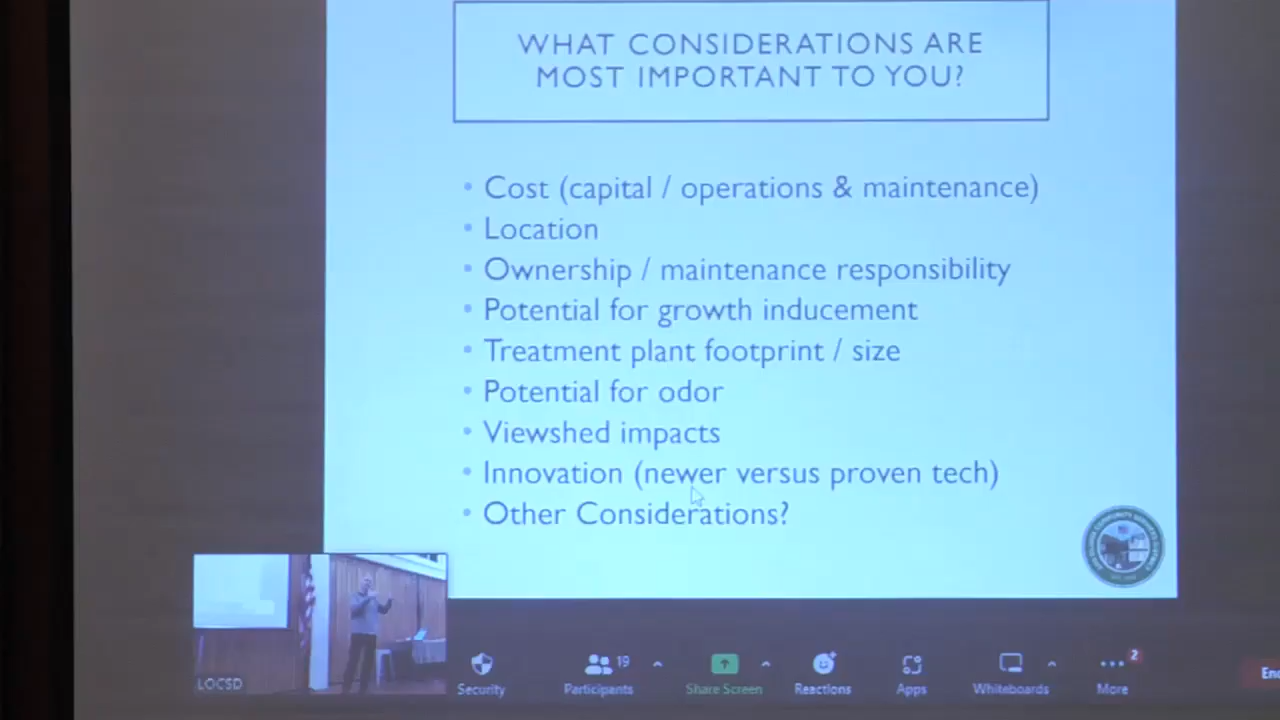 WHAT CONSIDERATIONS ARE
MOST IMPORTANT TO YOU?
• Cost (capital / operations & maintenance)
• Location
• Ownership / maintenance responsibility
• Potential for growth inducement
• Treatment plant footprint / size
• Potential for odor
• Viewshed impacts
• Innovation (newer versus proven tech)
• Other Considerations?
LOCSD
Security
Participants
19
Share Screen
Reactions
Apps
Whiteboards
More
2